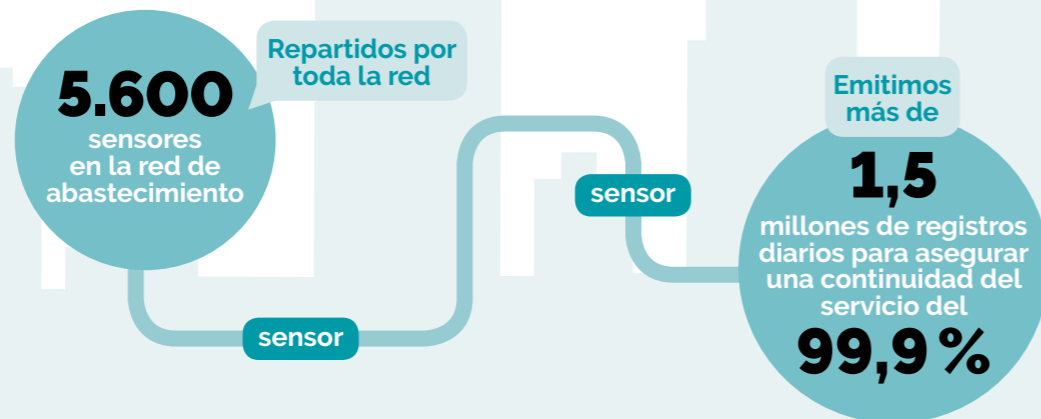 5.600
sensores
en la red de
abastecimiento
Repartidos por
toda la red
sensor
sensor
Emitimos
más de
1,5
millones de registros
diarios para asegurar
una continuidad del
servicio del
99,9 %